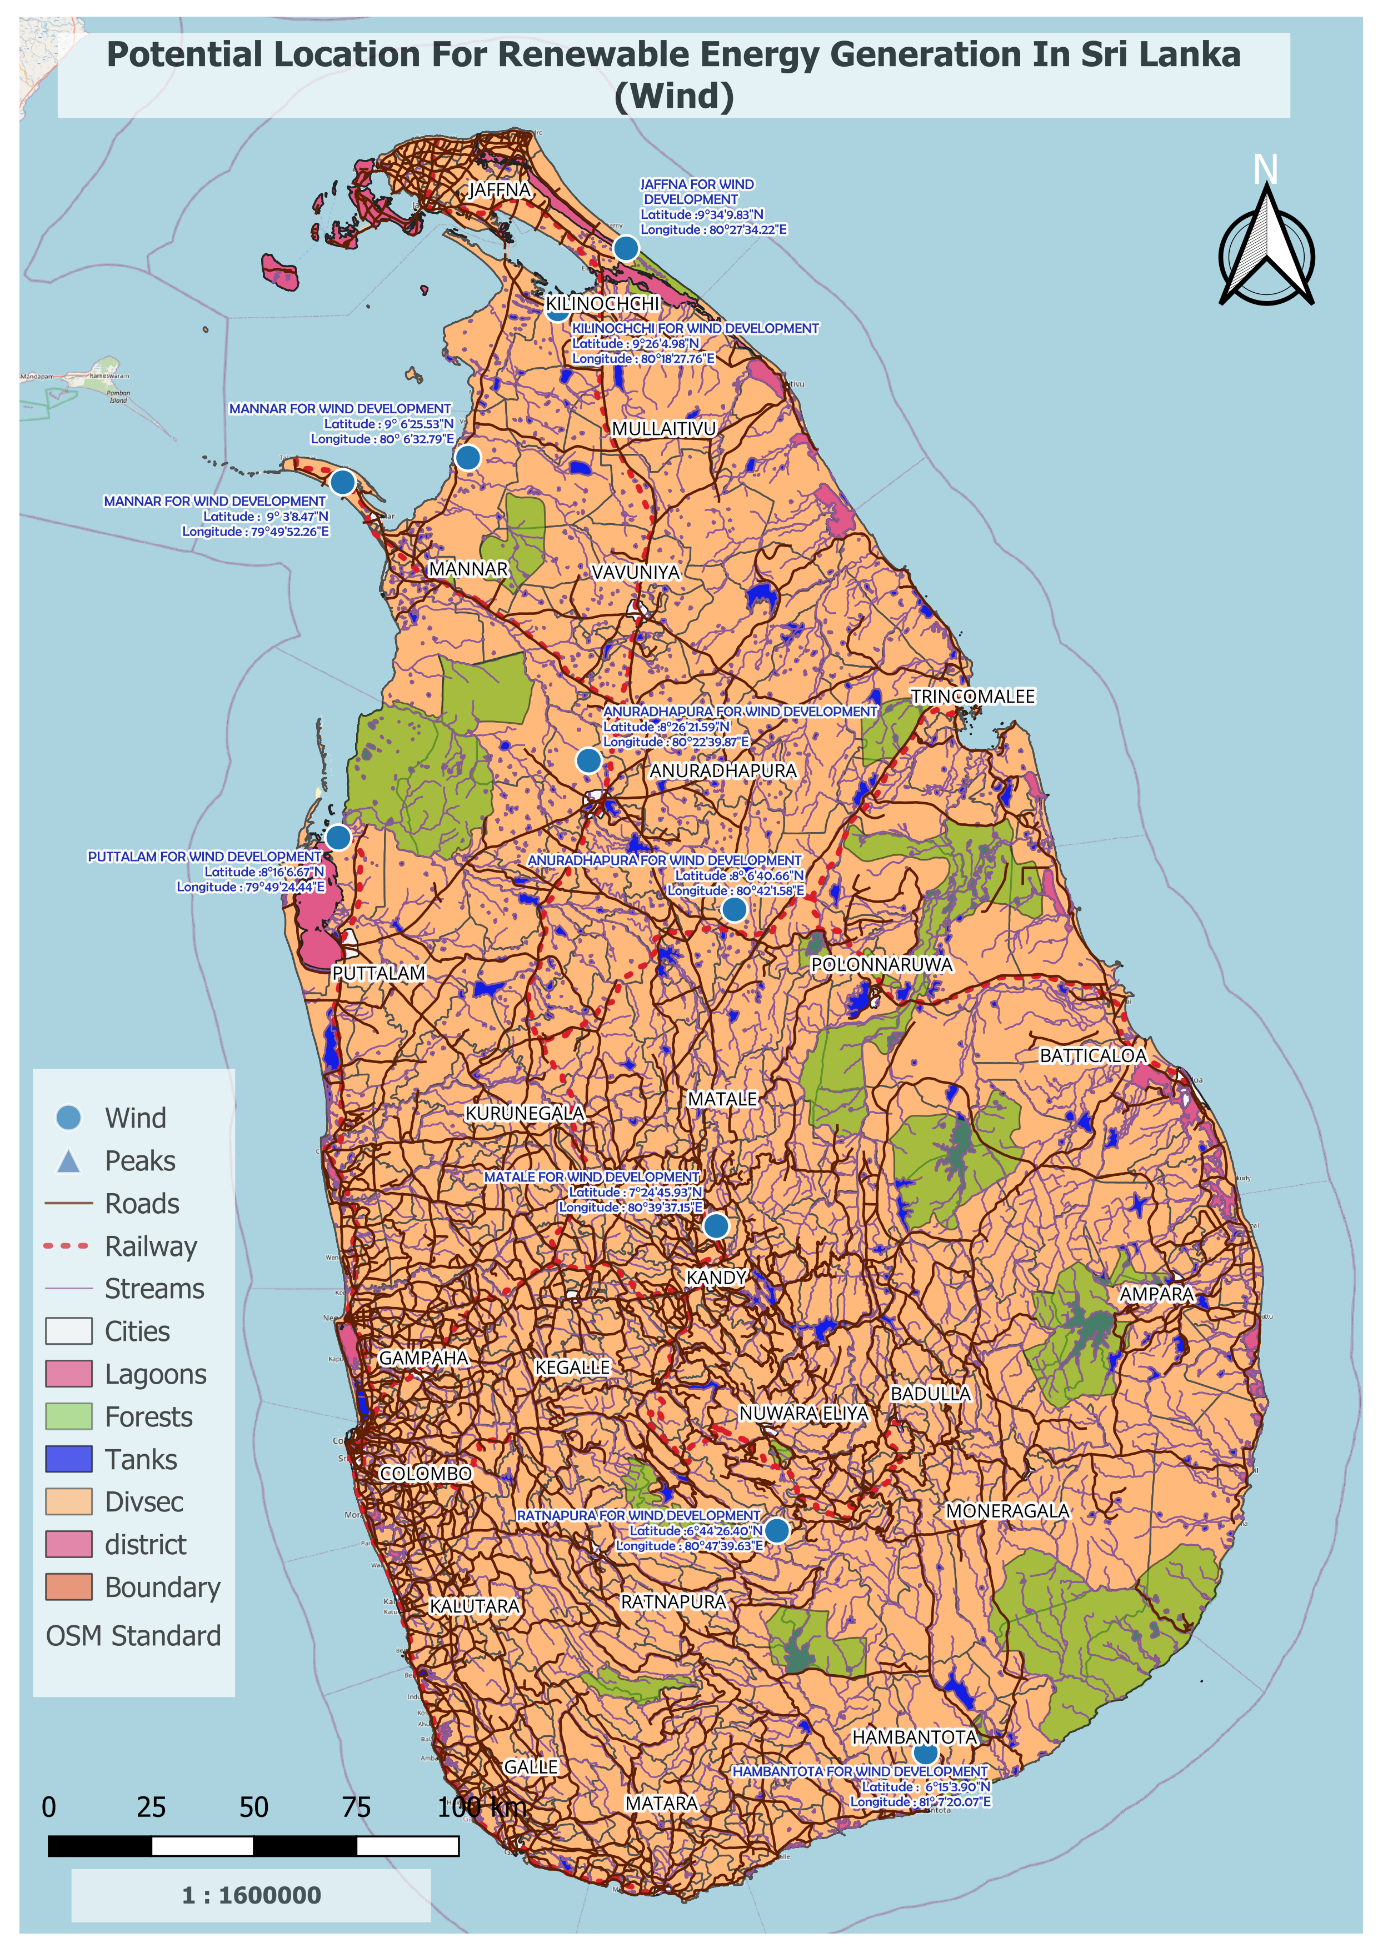 Potential Location For Renewable Energy Generation In Sri Lanka
(Wind)
N
JAFFNA
JAFFNA FOR WIND
DEVELOPMENT
Latitude :9°34'9.83"N
Longitude : 80°27'34.22"E
KILINOCHCHI
KILINOCHCHI FOR WIND DEVELOPMENT
Latitude : 9°26'4.98"N
Longitude : 80°18'27.76"E
Mandapam
Rameswaram
Pamban
Island
MANNAR FOR WIND DEVELOPMENT
Latitude : 9° 6'25.53"N
Longitude : 80° 6'32.79"E
MULLAITIVU
MANNAR FOR WIND DEVELOPMENT
Latitude : 9° 3'8.47"N
Longitude : 79°49'52.26"E
MANNAR
VAVUNIYA
TRINCOMALEE
ANURADHAPURA FOR WIND DEVELOPMENT
Latitude :8°26'21.59"N
Longitude : 80°22'39.87"E
ANURADHAPURA
PUTTALAM FOR WIND DEVELOPMENT
Latitude :8°16'6.67"N
Longitude : 79°49'24.44"E
ANURADHAPURA FOR WIND DEVELOPMENT
Latitude :8° 6'40.66"N
Longitude : 80°42'1.58"E
POLONNARUWA
PUTTALAM
BATTICALOA
MATALE
KURUNEGALA
MATALE FOR WIND DEVELOPMENT
Latitude : 7°24'45.93"N
Longitude : 80°39'37.15"E
KANDY
AMPARA
GAMPAHA
KEGALLE
BADULLA
NUWARA ELIYA
COLOMBO
MONERAGALA
RATNAPURA FOR WIND DEVELOPMENT
Latitude :6°44'26.40"N
Longitude : 80°47'39.63"E
RATNAPURA
KALUTARA
HAMBANTOTA
HAMBANTOTA FOR WIND DEVELOPMENT
Latitude : 6°15'3.90"N
Longitude : 81°7'20.07"E
GALLE
MATARA
Wind
Peaks
Roads
Railway
Streams
Cities
Lagoons
Forests
Tanks
Divsec
district
Boundary
OSM Standard
0 25 50 75 100 km
1 : 1600000